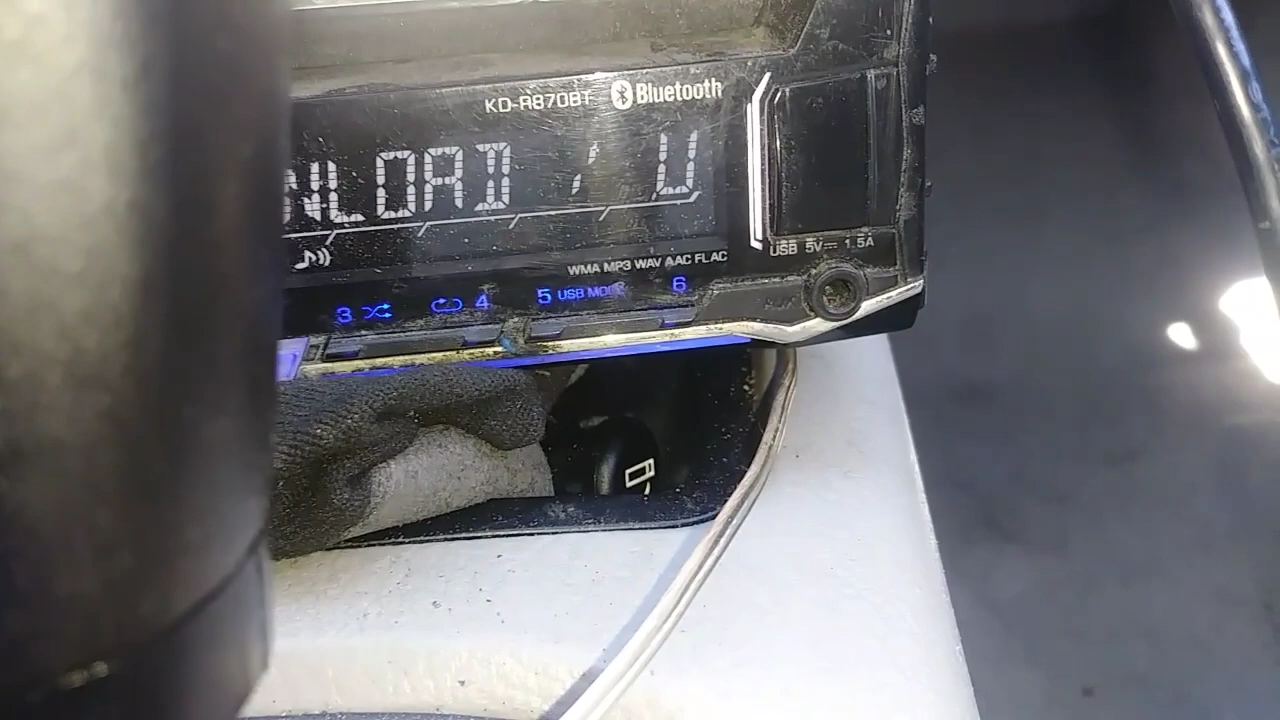 KD-R870BT Bluetooth
NLOAD / U
WMA MP3 WAV AAC FLAC
USB 5V⎓ 1.5A
3 4 5 USB MODE 6
AUX